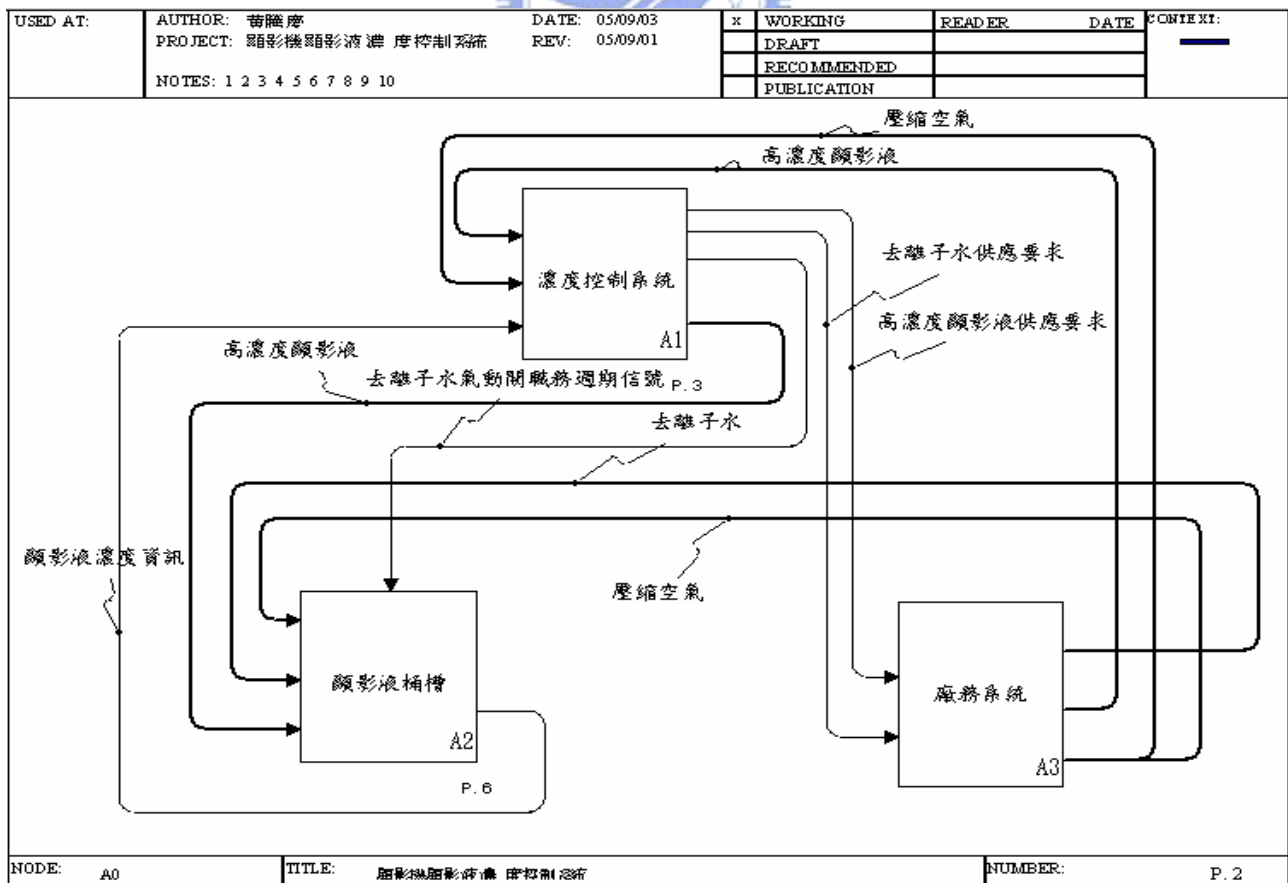 USED AT:
AUTHOR: 黃騰慶
DATE: 05/09/03
PROJECT: 顯影機顯影液濃 度控制系統
REV: 05/09/01
NOTES: 1 2 3 4 5 6 7 8 9 10
x WORKING
DRAFT
RECOMMENDED
PUBLICATION
READER DATE
CONTEXT:
壓縮空氣
高濃度顯影液
濃度控制系統
A1
去離子水供應要求
高濃度顯影液供應要求
高濃度顯影液
去離子水氣動閥職務週期信號
P.3
去離子水
顯影液濃度資訊
壓縮空氣
顯影液桶槽
A2
P.6
廠務系統
A3
NODE: A0
TITLE: 顯影機顯影液濃 度控制系統
NUMBER: P.2